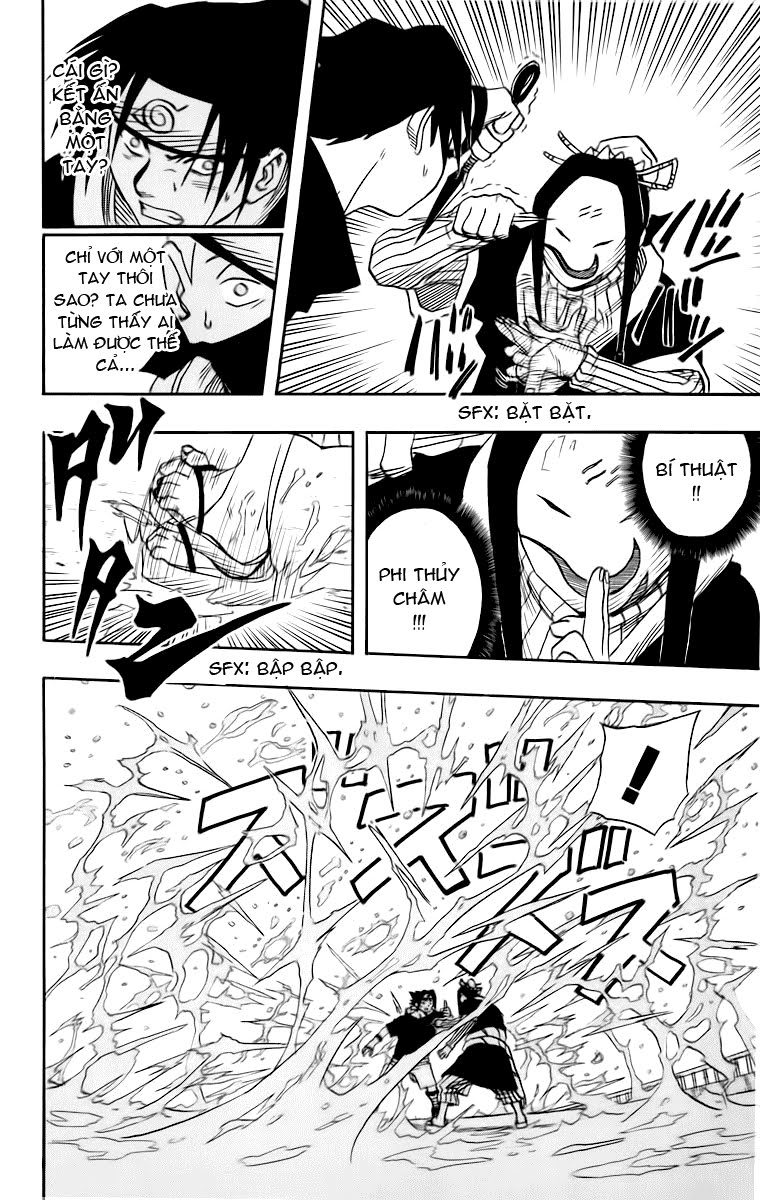 CÁI GÌ?
KẾT ẤN
BẰNG
MỘT
TAY?
CHỈ VỚI MỘT
TAY THÔI
SAO? TA CHƯA
TỪNG THẤY AI
LÀM ĐƯỢC THẾ
CẢ...
SFX: BẶT BẶT.
BÍ THUẬT
!!
PHI THỦY
CHÂM
!!!
SFX: BẬP BẬP.
!